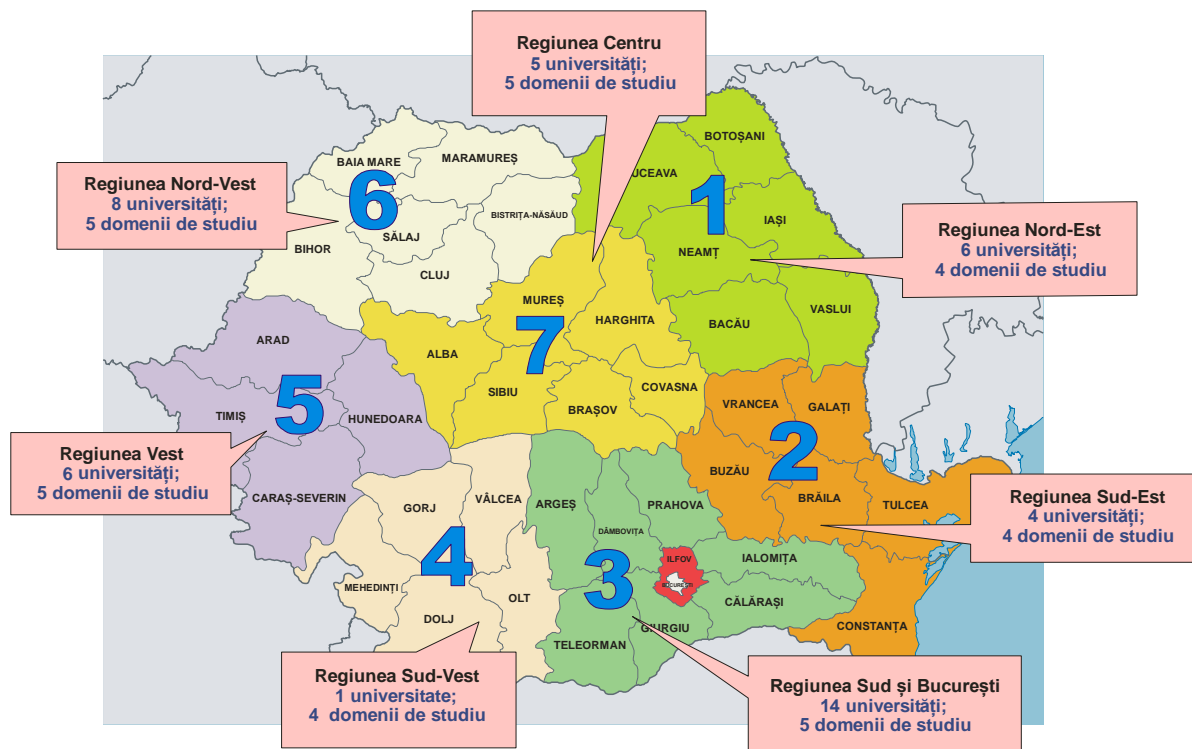 Regiunea Centru
5 universități;
5 domenii de studiu
BOTOȘANI
BAIA MARE
MARAMUREȘ
UCEAVA
Regiunea Nord-Vest
8 universități;
5 domenii de studiu
6
1
BISTRIȚA-NĂSĂUD
IAȘI
SĂLAJ
BIHOR
NEAMȚ
Regiunea Nord-Est
6 universități;
4 domenii de studiu
CLUJ
MUREȘ
HARGHITA
BACĂU
VASLUI
ARAD
ALBA
7
SIBIU
COVASNA
BRAȘOV
5
TIMIȘ
HUNEDOARA
VRANCEA
GALAȚI
2
Regiunea Vest
6 universități;
5 domenii de studiu
BUZĂU
BRĂILA
TULCEA
CARAȘ-SEVERIN
VÂLCEA
GORJ
ARGEȘ
PRAHOVA
Regiunea Sud-Est
4 universități;
4 domenii de studiu
DÂMBOVIȚA
4
3
ILFOV
BUCUREȘTI
IALOMIȚA
MEHEDINȚI
OLT
CĂLĂRAȘI
DOLJ
GIURGIU
CONSTANȚA
TELEORMAN
Regiunea Sud-Vest
1 universitate;
4 domenii de studiu
Regiunea Sud și București
14 universități;
5 domenii de studiu